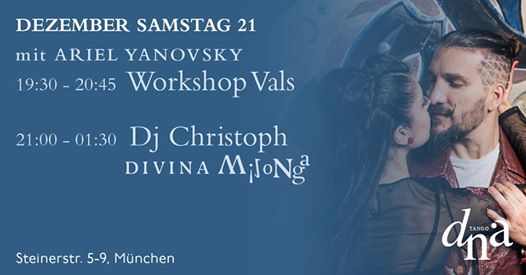 DEZEMBER SAMSTAG 21
mit ARIEL YANOVSKY
19:30 - 20:45 Workshop Vals
21:00 - 01:30 Dj Christoph
DIVINA MiloNga
Steinerstr. 5-9, München
TANGO
dna